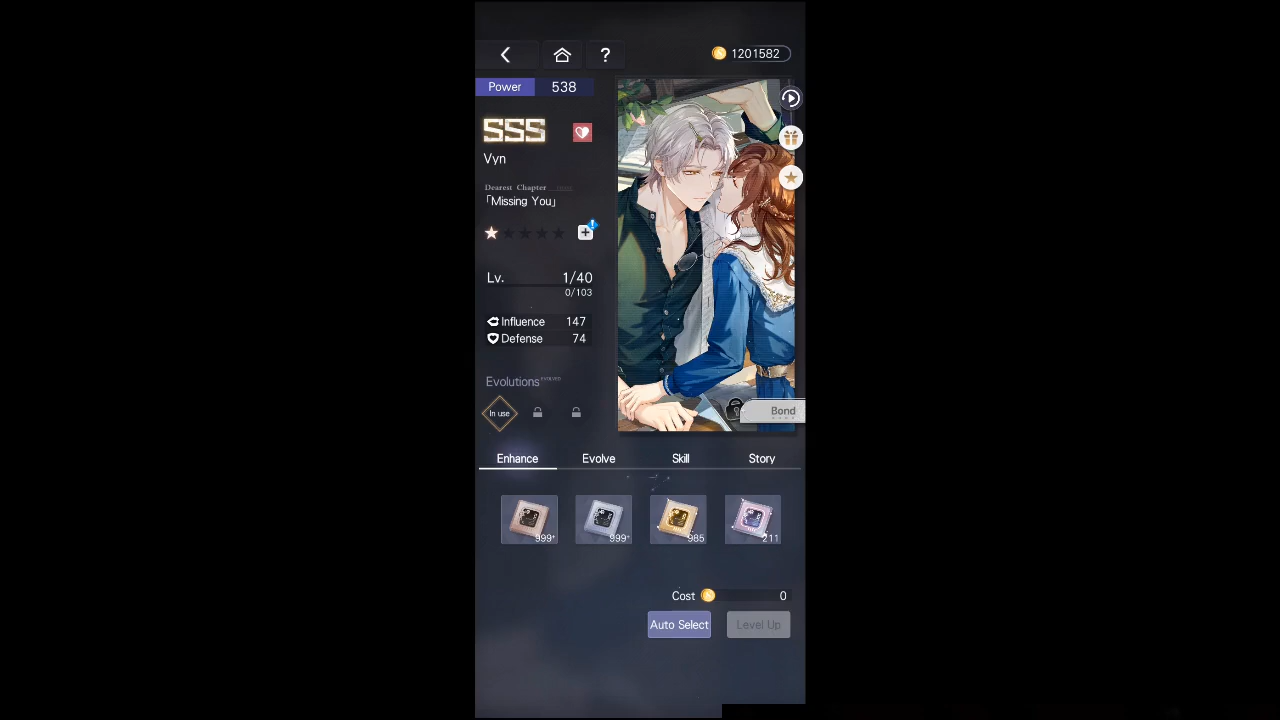 ?
1201582
Power 538
SSS
Vyn
Dearest Chapter
「Missing You」
Lv. 1/40
0/103
Influence 147
Defense 74
Evolutions EVOLVED
In use
Bond
Enhance Evolve Skill Story
999+ 999+ 985 211
Cost 0
Auto Select Level Up